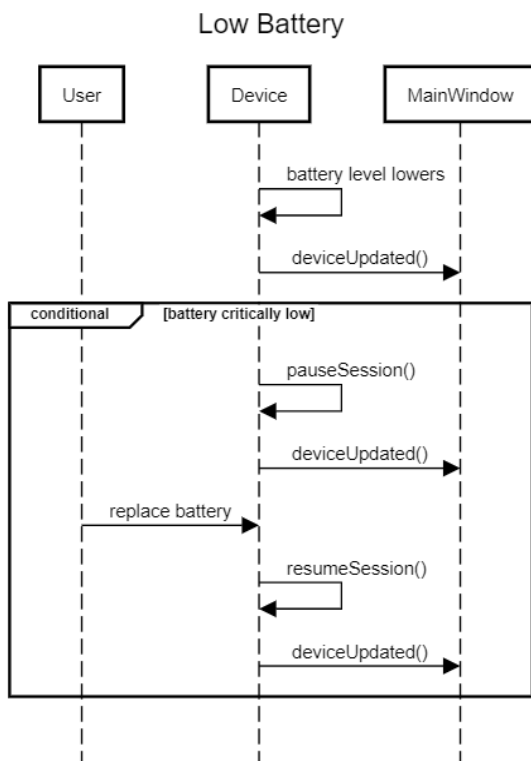 Low Battery
User
Device
MainWindow
battery level lowers
deviceUpdated()
conditional
[battery critically low]
pauseSession()
deviceUpdated()
replace battery
resumeSession()
deviceUpdated()